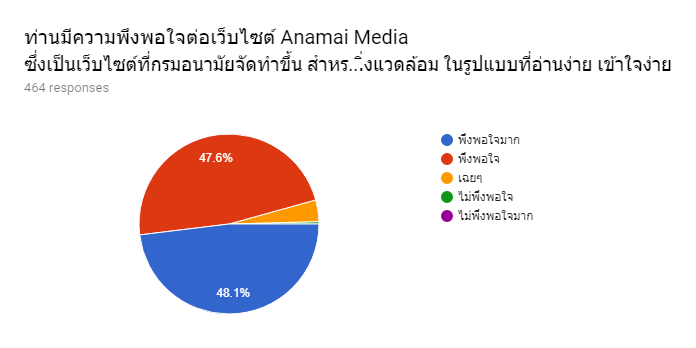 ท่านมีความพึงพอใจต่อเว็บไซต์ Anamai Media
ซึ่งเป็นเว็บไซต์ที่กรมอนามัยจัดทำขึ้น สำหร...ิ่งแวดล้อม ในรูปแบบที่อ่านง่าย เข้าใจง่าย
464 responses
47.6%
48.1%
พึงพอใจมาก
พึงพอใจ
เฉยๆ
ไม่พึงพอใจ
ไม่พึงพอใจมาก